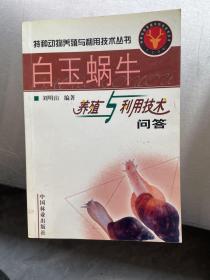 特种动物养殖与利用技术丛书
白玉蜗牛
刘明山 编著
养殖与利用技术
问答
中国林业出版社